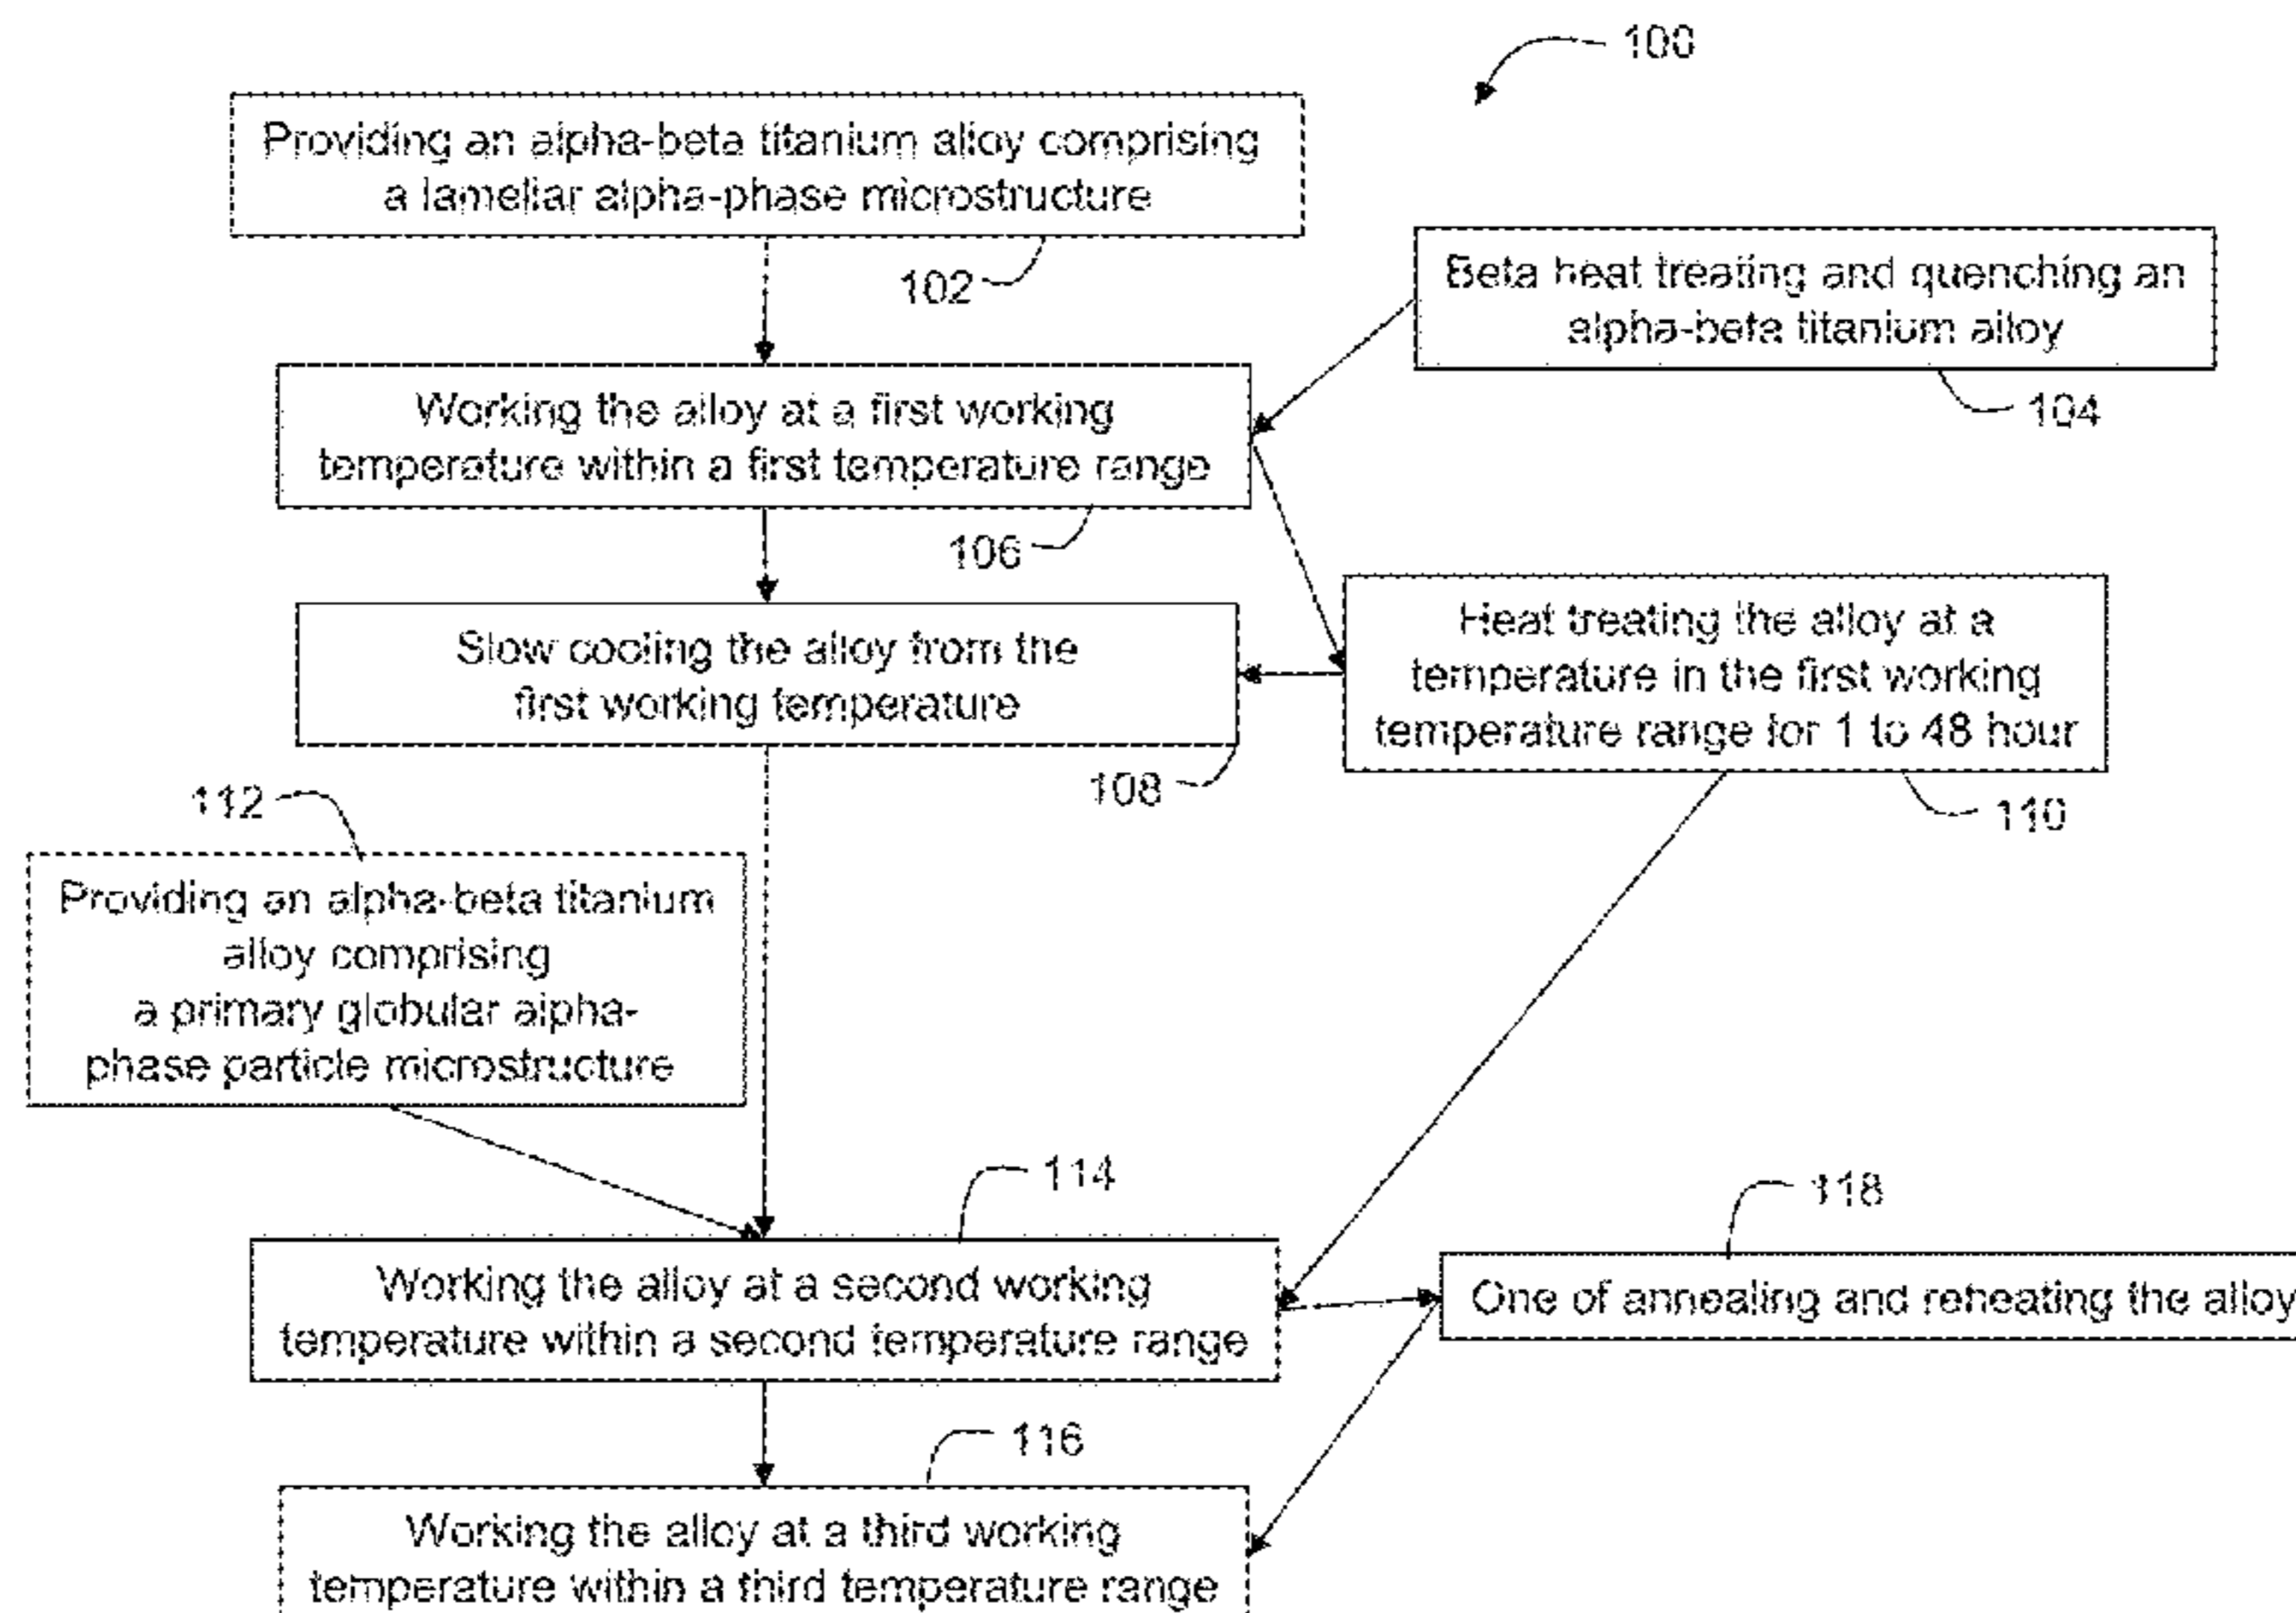 100
Providing an alpha-beta titanium alloy comprising
a lamellar alpha-phase microstructure
102
Beta heat treating and quenching an
alpha-beta titanium alloy
104
Working the alloy at a first working
temperature within a first temperature range
106
Slow cooling the alloy from the
first working temperature
108
Heat treating the alloy at a
temperature in the first working
temperature range for 1 to 48 hour
110
112
Providing an alpha-beta titanium
alloy comprising
a primary globular alpha-
phase particle microstructure
114
Working the alloy at a second working
temperature within a second temperature range
118
One of annealing and reheating the alloy
116
Working the alloy at a third working
temperature within a third temperature range